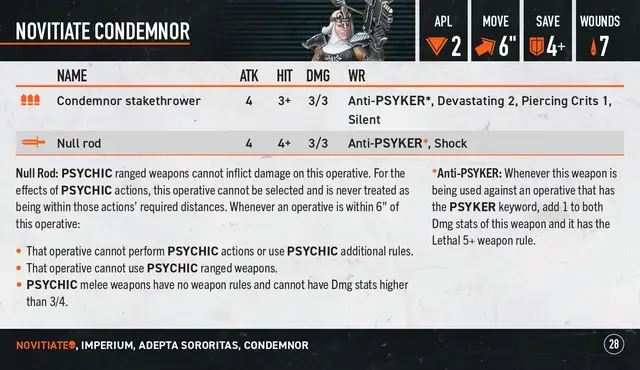 NOVITIATE CONDEMNOR
APL 2
MOVE 6"
SAVE 4+
WOUNDS 7
NAME ATK HIT DMG WR
Condemnor stakethrower 4 3+ 3/3 Anti-PSYKER*, Devastating 2, Piercing Crits 1,
Silent
Null rod 4 4+ 3/3 Anti-PSYKER*, Shock
Null Rod: PSYCHIC ranged weapons cannot inflict damage on this operative. For the
effects of PSYCHIC actions, this operative cannot be selected and is never treated as
being within those actions' required distances. Whenever an operative is within 6" of
this operative:
• That operative cannot perform PSYCHIC actions or use PSYCHIC additional rules.
• That operative cannot use PSYCHIC ranged weapons.
• PSYCHIC melee weapons have no weapon rules and cannot have Dmg stats higher
than 3/4.
*Anti-PSYKER: Whenever this weapon is
being used against an operative that has
the PSYKER keyword, add 1 to both
Dmg stats of this weapon and it has the
Lethal 5+ weapon rule.
NOVITIATE, IMPERIUM, ADEPTA SORORITAS, CONDEMNOR
28